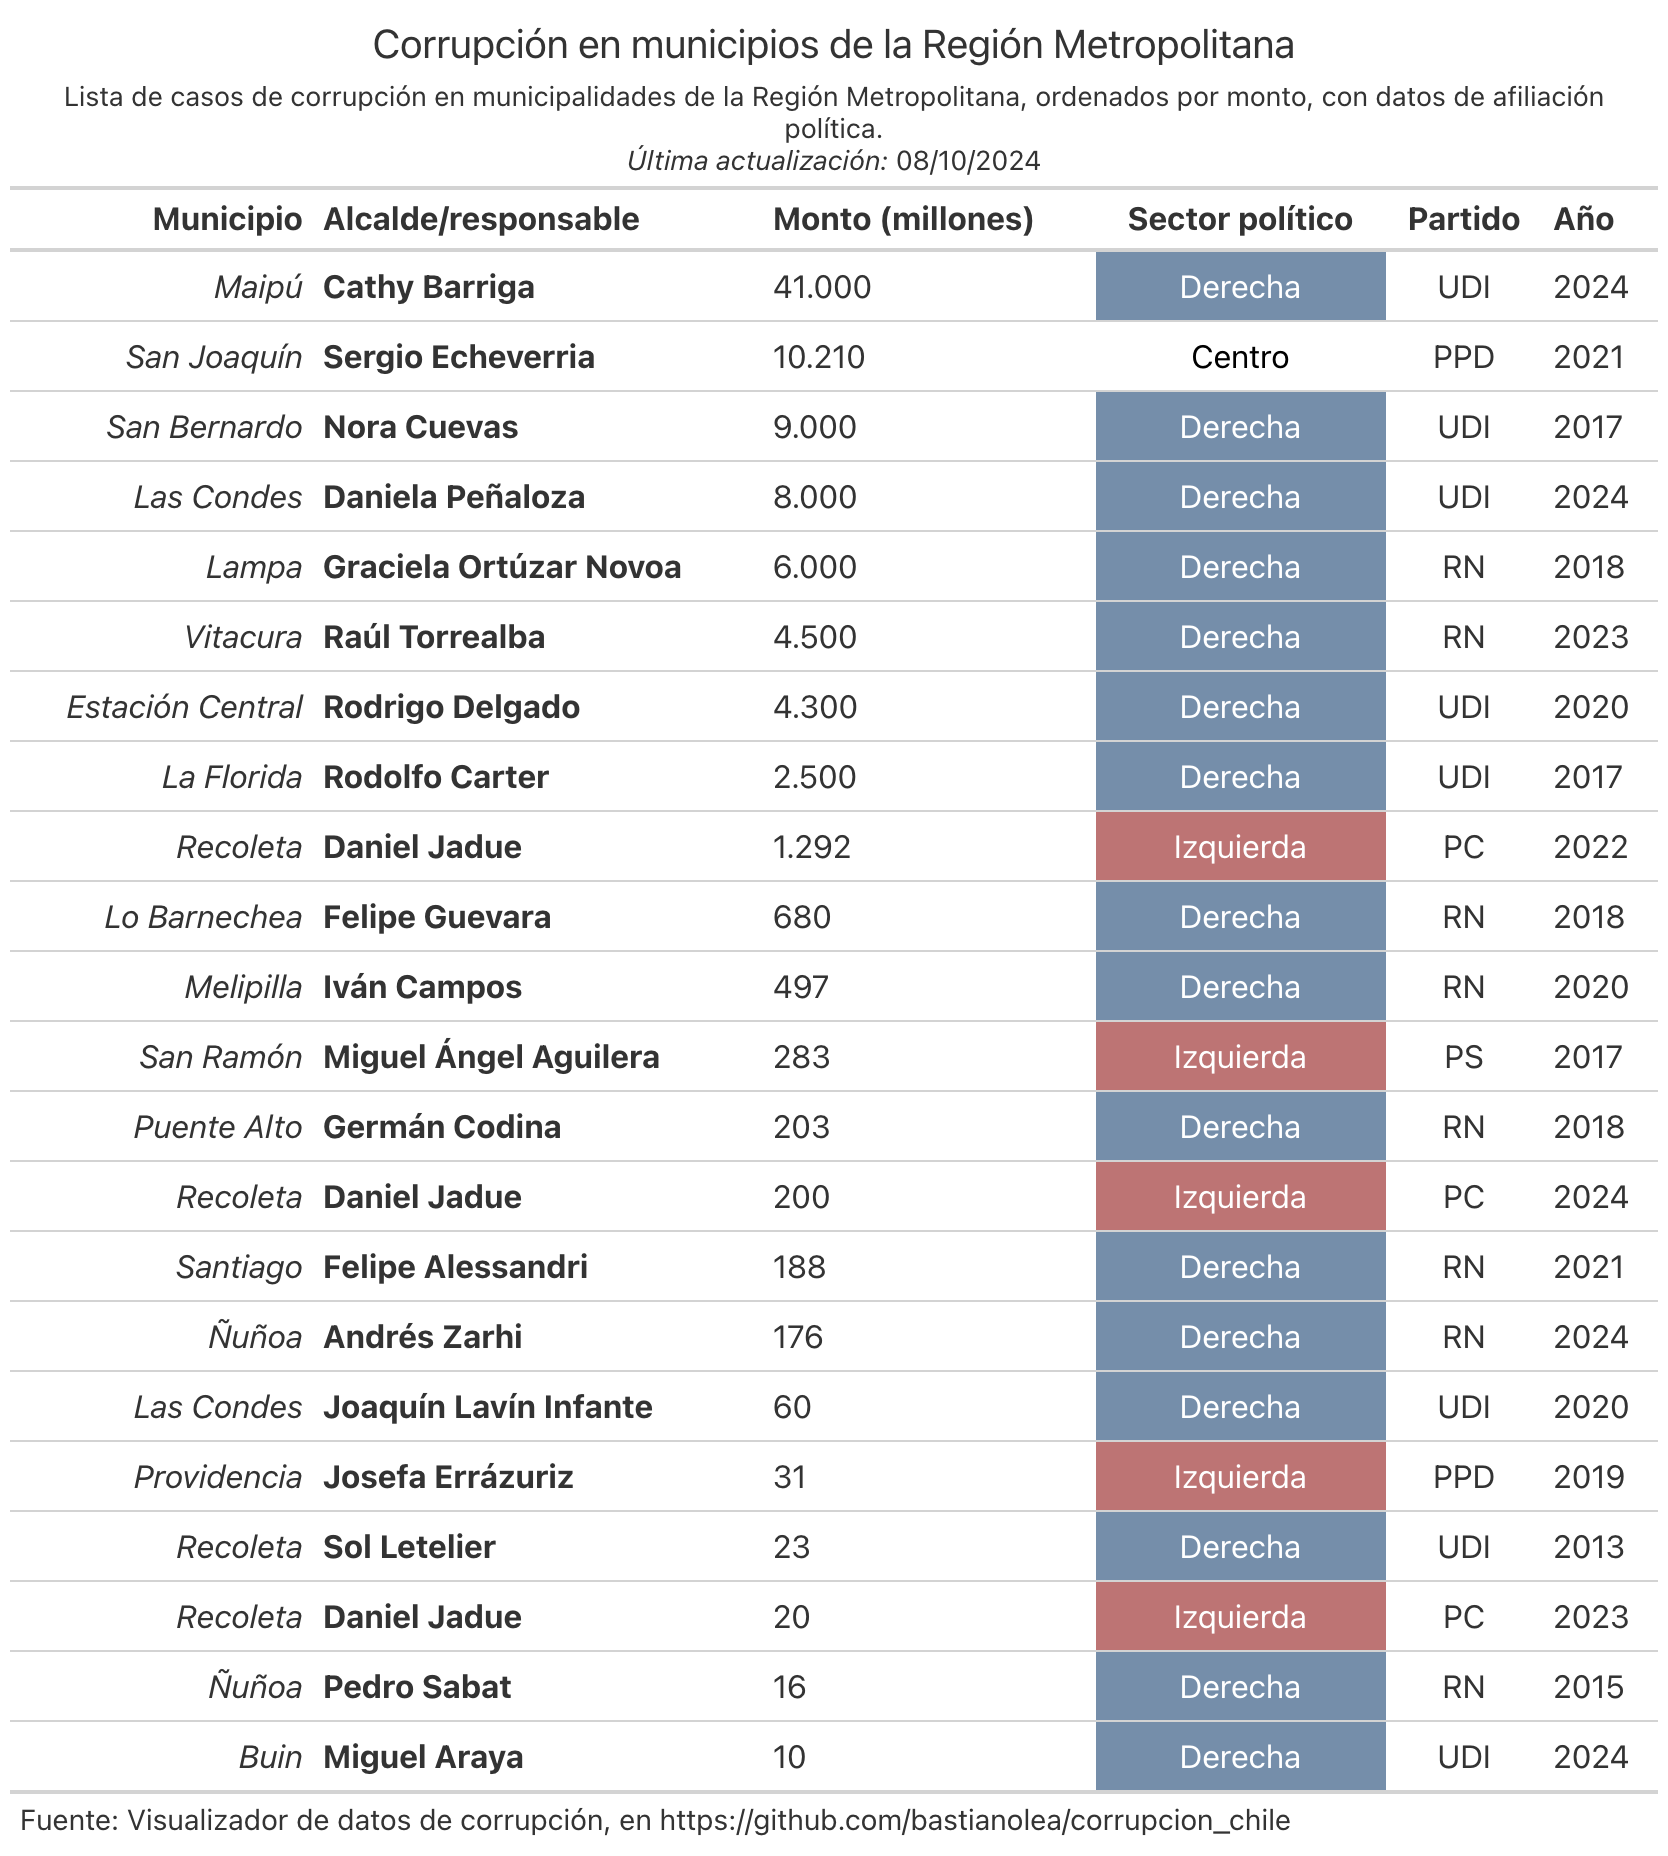 Corrupción en municipios de la Región Metropolitana
Lista de casos de corrupción en municipalidades de la Región Metropolitana, ordenados por monto, con datos de afiliación
política.
Última actualización: 08/10/2024
Municipio Alcalde/responsable Monto (millones) Sector político Partido Año
Maipú Cathy Barriga 41.000 Derecha UDI 2024
San Joaquín Sergio Echeverria 10.210 Centro PPD 2021
San Bernardo Nora Cuevas 9.000 Derecha UDI 2017
Las Condes Daniela Peñaloza 8.000 Derecha UDI 2024
Lampa Graciela Ortúzar Novoa 6.000 Derecha RN 2018
Vitacura Raúl Torrealba 4.500 Derecha RN 2023
Estación Central Rodrigo Delgado 4.300 Derecha UDI 2020
La Florida Rodolfo Carter 2.500 Derecha UDI 2017
Recoleta Daniel Jadue 1.292 Izquierda PC 2022
Lo Barnechea Felipe Guevara 680 Derecha RN 2018
Melipilla Iván Campos 497 Derecha RN 2020
San Ramón Miguel Ángel Aguilera 283 Izquierda PS 2017
Puente Alto Germán Codina 203 Derecha RN 2018
Recoleta Daniel Jadue 200 Izquierda PC 2024
Santiago Felipe Alessandri 188 Derecha RN 2021
Ñuñoa Andrés Zarhi 176 Derecha RN 2024
Las Condes Joaquín Lavín Infante 60 Derecha UDI 2020
Providencia Josefa Errázuriz 31 Izquierda PPD 2019
Recoleta Sol Letelier 23 Derecha UDI 2013
Recoleta Daniel Jadue 20 Izquierda PC 2023
Ñuñoa Pedro Sabat 16 Derecha RN 2015
Buin Miguel Araya 10 Derecha UDI 2024
Fuente: Visualizador de datos de corrupción, en https://github.com/bastianolea/corrupcion_chile